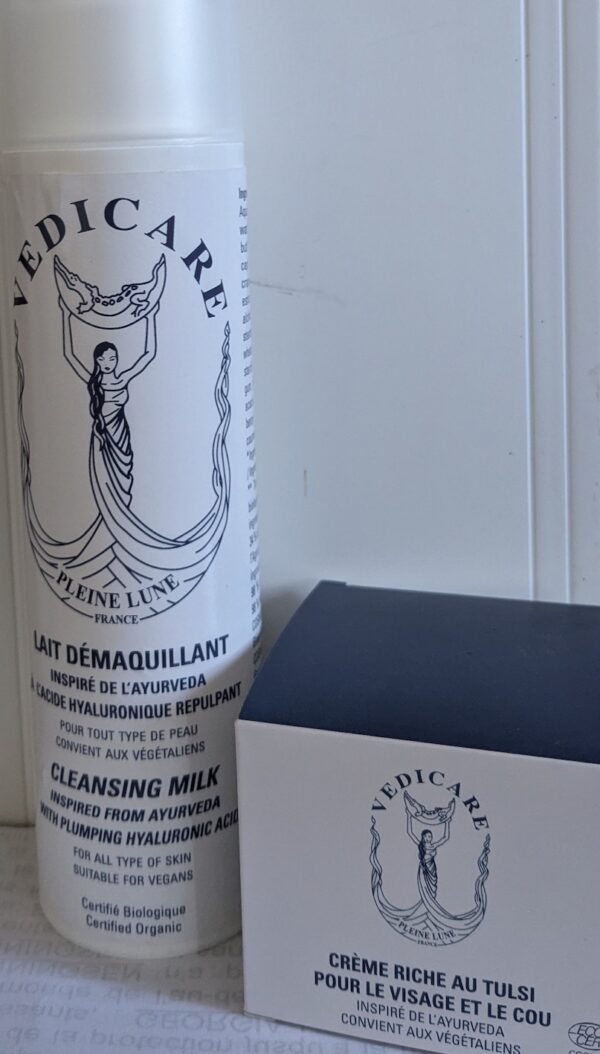 VEDICARE
PLEINE LUNE
FRANCE
LAIT DÉMAQUILLANT
INSPIRÉ DE L'AYURVEDA
À L'ACIDE HYALURONIQUE REPULPANT
POUR TOUT TYPE DE PEAU
CONVIENT AUX VÉGÉTALIENS
CLEANSING MILK
INSPIRED FROM AYURVEDA
WITH PLUMPING HYALURONIC ACID
FOR ALL TYPE OF SKIN
SUITABLE FOR VEGANS
Certifié Biologique
Certified Organic
VEDICARE
PLEINE LUNE
FRANCE
CRÈME RICHE AU TULSI
POUR LE VISAGE ET LE COU
INSPIRÉ DE L'AYURVEDA
CONVIENT AUX VÉGÉTALIENS